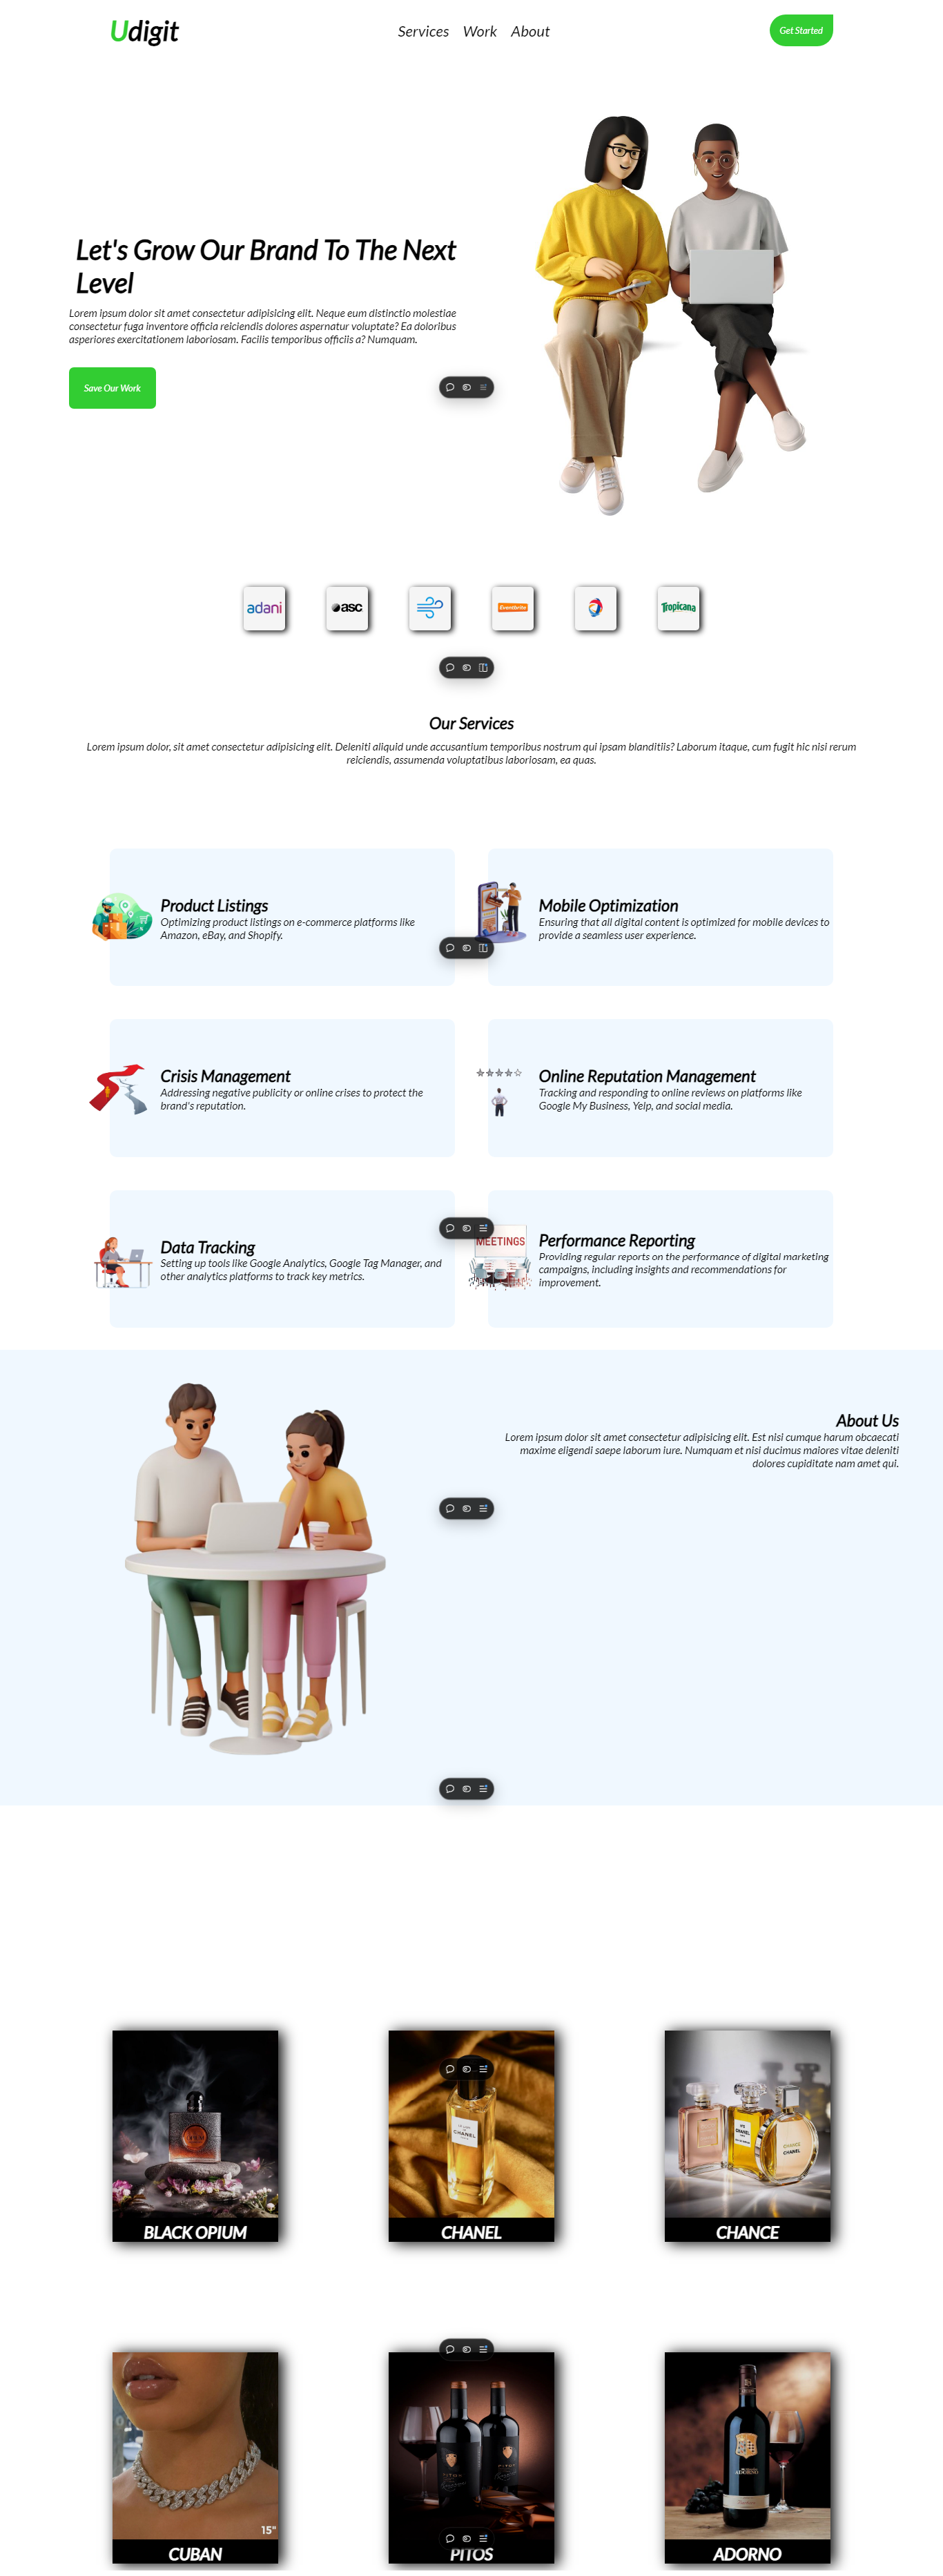 Udigit
Services Work About
Get Started
Let's Grow Our Brand To The Next
Level
Lorem ipsum dolor sit amet consectetur adipisicing elit. Neque eum distinctio molestiae
consectetur fuga inventore officia reiciendis dolores aspernatur voluptate? Ea doloribus
asperiores exercitationem laboriosam. Facilis temporibus officiis a? Numquam.
Save Our Work
adani
asc
Eventbrite
Tropicana
Our Services
Lorem ipsum dolor, sit amet consectetur adipisicing elit. Deleniti aliquid unde accusantium temporibus nostrum qui ipsam blanditiis? Laborum itaque, cum fugit hic nisi rerum
reiciendis, assumenda voluptatibus laboriosam, ea quas.
Product Listings
Optimizing product listings on e-commerce platforms like
Amazon, eBay, and Shopify.
Mobile Optimization
Ensuring that all digital content is optimized for mobile devices to
provide a seamless user experience.
Crisis Management
Addressing negative publicity or online crises to protect the
brand's reputation.
Online Reputation Management
Tracking and responding to online reviews on platforms like
Google My Business, Yelp, and social media.
Data Tracking
Setting up tools like Google Analytics, Google Tag Manager, and
other analytics platforms to track key metrics.
MEETINGS
Performance Reporting
Providing regular reports on the performance of digital marketing
campaigns, including insights and recommendations for
improvement.
About Us
Lorem ipsum dolor sit amet consectetur adipisicing elit. Est nisi cumque harum obcaecati
maxime eligendi saepe laborum iure. Numquam et nisi ducimus maiores vitae deleniti
dolores cupiditate nam amet qui.
CHANEL
CHANEL
CHANCE
CHANEL
BLACK OPIUM
CHANEL
CHANCE
ADORNO
15"
CUBAN
PITOS
ADORNO